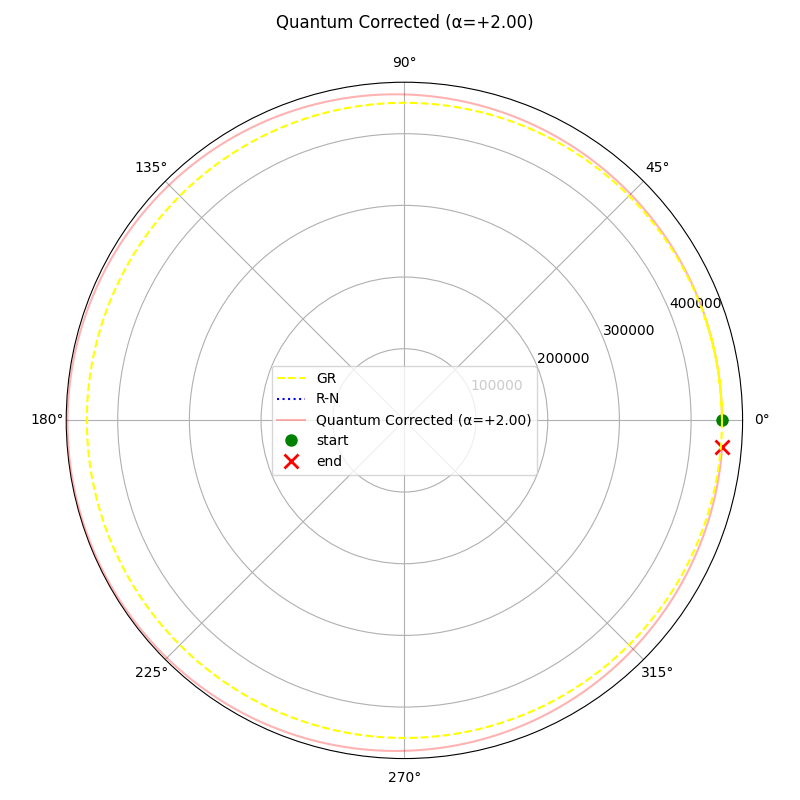 Quantum Corrected (α=+2.00)
90°
135°
45°
400000
300000
200000
100000
GR
R-N
Quantum Corrected (α=+2.00)
start
end
180°
0°
225°
315°
270°